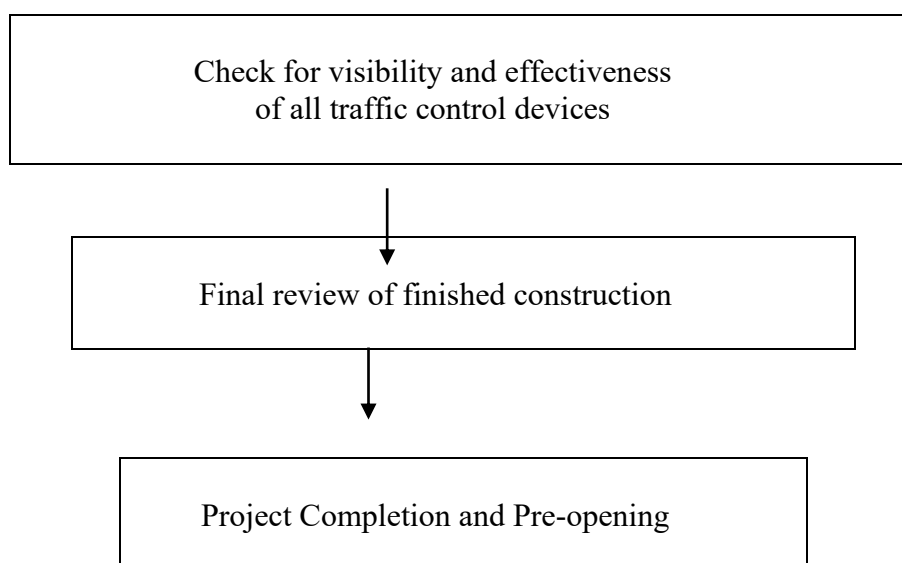 Check for visibility and effectiveness
of all traffic control devices
Final review of finished construction
Project Completion and Pre-opening